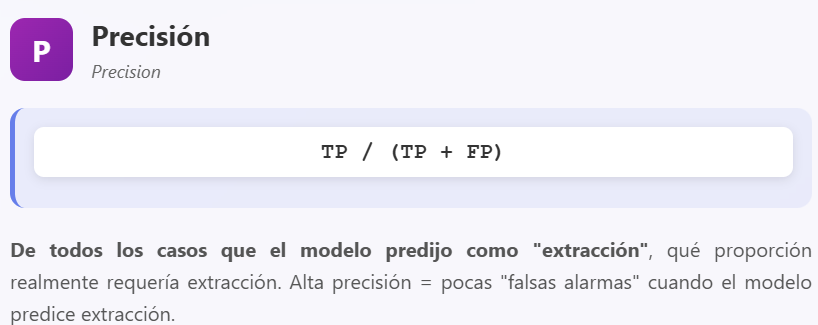 P
Precisión
Precision
TP / (TP + FP)
De todos los casos que el modelo predijo como "extracción", qué proporción
realmente requería extracción. Alta precisión = pocas "falsas alarmas" cuando el modelo
predice extracción.